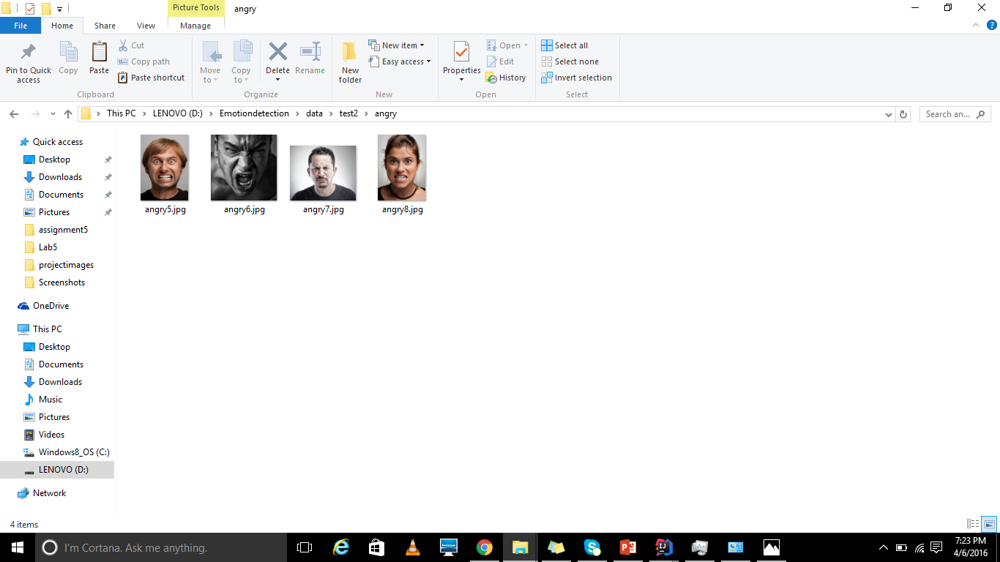 Picture Tools angry
File Home Share View Manage
Pin to Quick access
Copy
Paste
Cut
Copy path
Paste shortcut
Clipboard
Move to
Copy to
Delete
Rename
Organize
New folder
New item
Easy access
New
Properties
Open
Edit
History
Open
Select all
Select none
Invert selection
Select
This PC LENOVO (D:) Emotiondetection data test2 angry
Search an...
Quick access
Desktop
Downloads
Documents
Pictures
assignment5
Lab5
projectimages
Screenshots
OneDrive
This PC
Desktop
Documents
Downloads
Music
Pictures
Videos
Windows8_OS (C:)
LENOVO (D:)
Network
angry5.jpg angry6.jpg angry7.jpg angry8.jpg
4 items
I'm Cortana. Ask me anything.
7:23 PM
4/6/2016